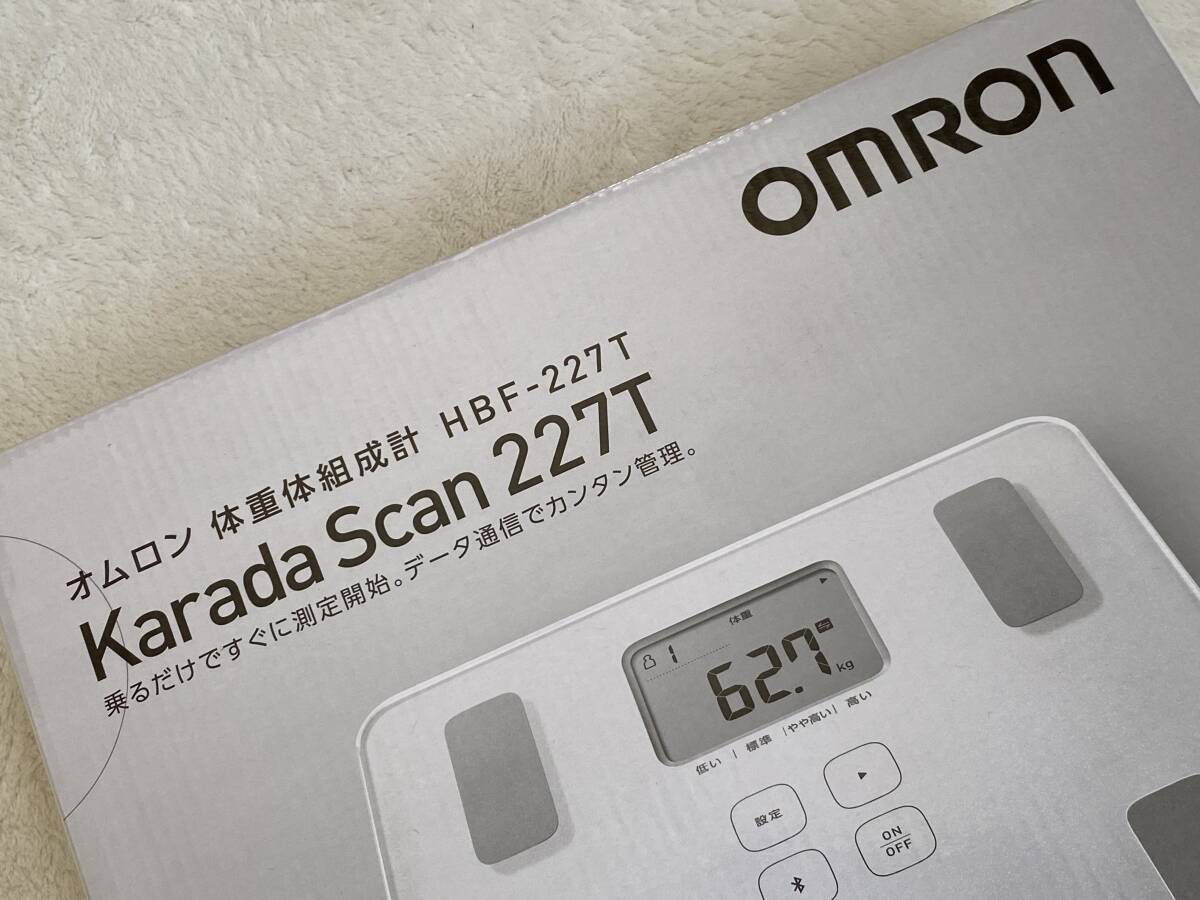 OMRON
オムロン 体重体組成計 HBF-227T
Karada Scan 227T
乗るだけですぐに測定開始。データ通信でカンタン管理。
体重
1
62.7 kg
低い | 標準 | やや高い | 高い
設定
ON
OFF